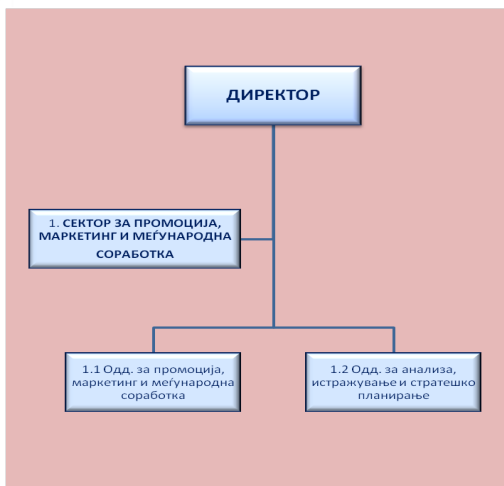 ДИРЕКТОР
1. СЕКТОР ЗА ПРОМОЦИЈА,
МАРКЕТИНГ И МЕЃУНАРОДНА
СОРАБОТКА
1.1 Одд. за промоција,
маркетинг и меѓународна
соработка
1.2 Одд. за анализа,
истражување и стратешко
планирање